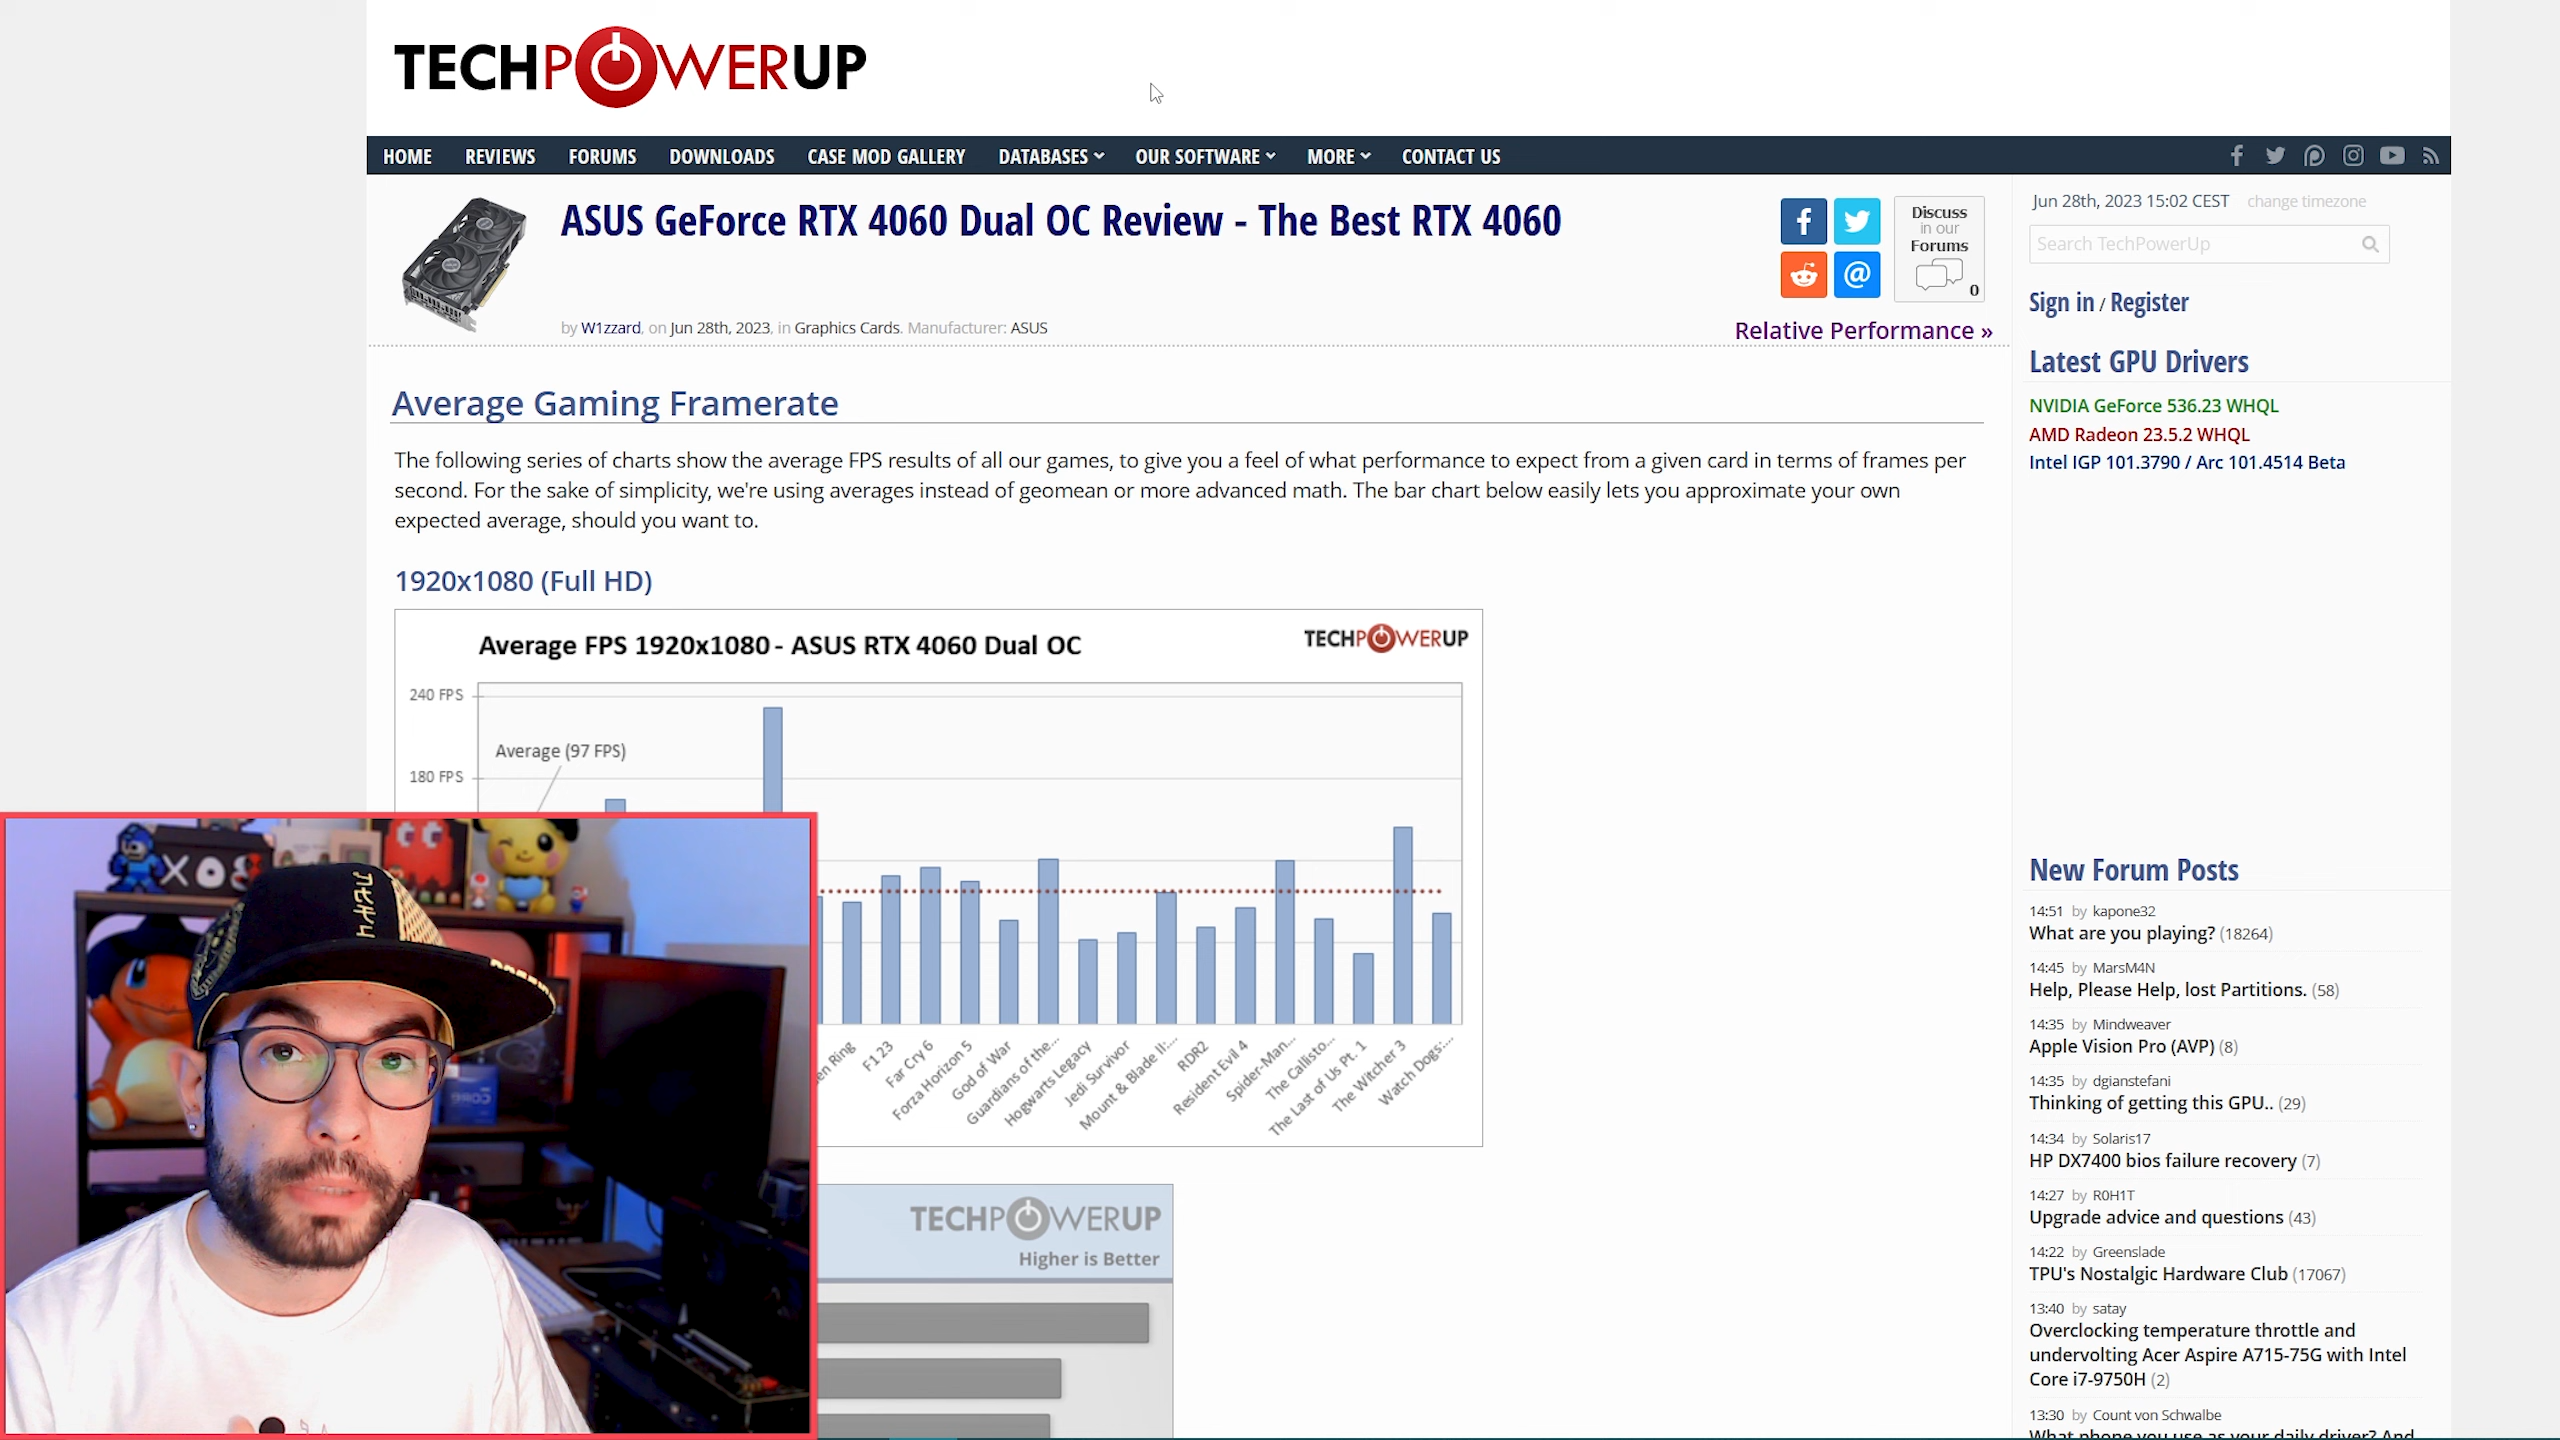 TECHPOWERUP
HOME REVIEWS FORUMS DOWNLOADS CASE MOD GALLERY DATABASES OUR SOFTWARE MORE CONTACT US
ASUS GeForce RTX 4060 Dual OC Review - The Best RTX 4060
by W1zzard, on Jun 28th, 2023, in Graphics Cards. Manufacturer: ASUS
Discuss
in our
Forums
0
Relative Performance »
Average Gaming Framerate
The following series of charts show the average FPS results of all our games, to give you a feel of what performance to expect from a given card in terms of frames per
second. For the sake of simplicity, we're using averages instead of geomean or more advanced math. The bar chart below easily lets you approximate your own
expected average, should you want to.
1920x1080 (Full HD)
Average FPS 1920x1080 - ASUS RTX 4060 Dual OC
TECHPOWERUP
240 FPS
Average (97 FPS)
180 FPS
en Ring
F1 23
Far Cry 6
Forza Horizon 5
God of War
Guardians of the...
Hogwarts Legacy
Jedi Survivor
Mount & Blade II:...
RDR2
Resident Evil 4
Spider-Man...
The Callisto...
The Last of Us Pt. 1
The Witcher 3
Watch Dogs:...
TECHPOWERUP
Higher is Better
XO8
CORE
Jun 28th, 2023 15:02 CEST change timezone
Search TechPowerUp
Sign in / Register
Latest GPU Drivers
NVIDIA GeForce 536.23 WHQL
AMD Radeon 23.5.2 WHQL
Intel IGP 101.3790 / Arc 101.4514 Beta
New Forum Posts
14:51 by kapone32
What are you playing? (18264)
14:45 by MarsM4N
Help, Please Help, lost Partitions. (58)
14:35 by Mindweaver
Apple Vision Pro (AVP) (8)
14:35 by dgianstefani
Thinking of getting this GPU.. (29)
14:34 by Solaris17
HP DX7400 bios failure recovery (7)
14:27 by R0H1T
Upgrade advice and questions (43)
14:22 by Greenslade
TPU's Nostalgic Hardware Club (17067)
13:40 by satay
Overclocking temperature throttle and
undervolting Acer Aspire A715-75G with Intel
Core i7-9750H (2)
13:30 by Count von Schwalbe
What phone you use as your daily driver? And